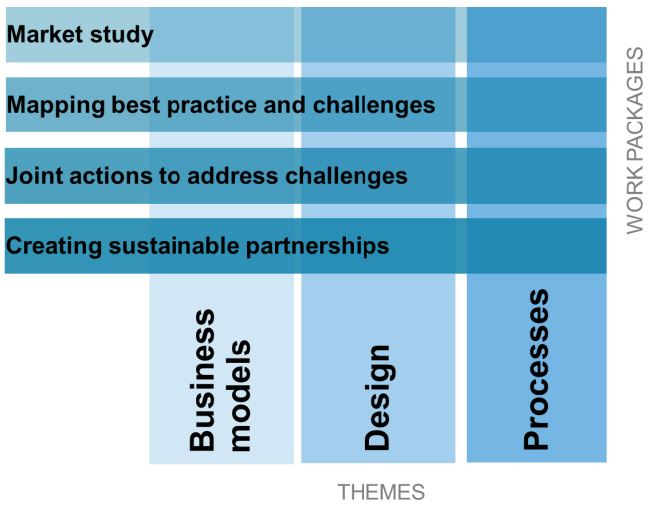 Market study
Mapping best practice and challenges
Joint actions to address challenges
Creating sustainable partnerships
WORK PACKAGES
Business
models
Design
Processes
THEMES